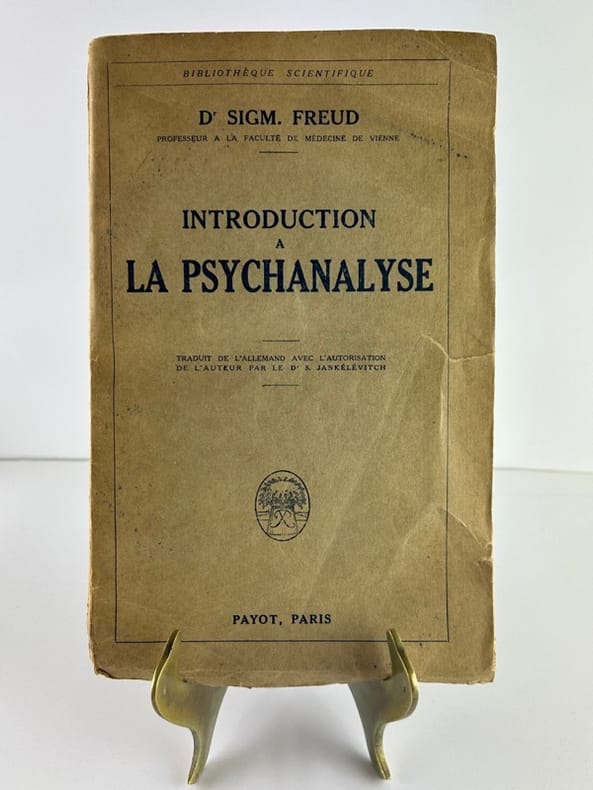 BIBLIOTHÈQUE SCIENTIFIQUE
Dr SIGM. FREUD
PROFESSEUR A LA FACULTÉ DE MÉDECINE DE VIENNE
INTRODUCTION
A
LA PSYCHANALYSE
TRADUIT DE L'ALLEMAND AVEC L'AUTORISATION
DE L'AUTEUR PAR LE Dr S. JANKÉLÉVITCH
PAYOT, PARIS